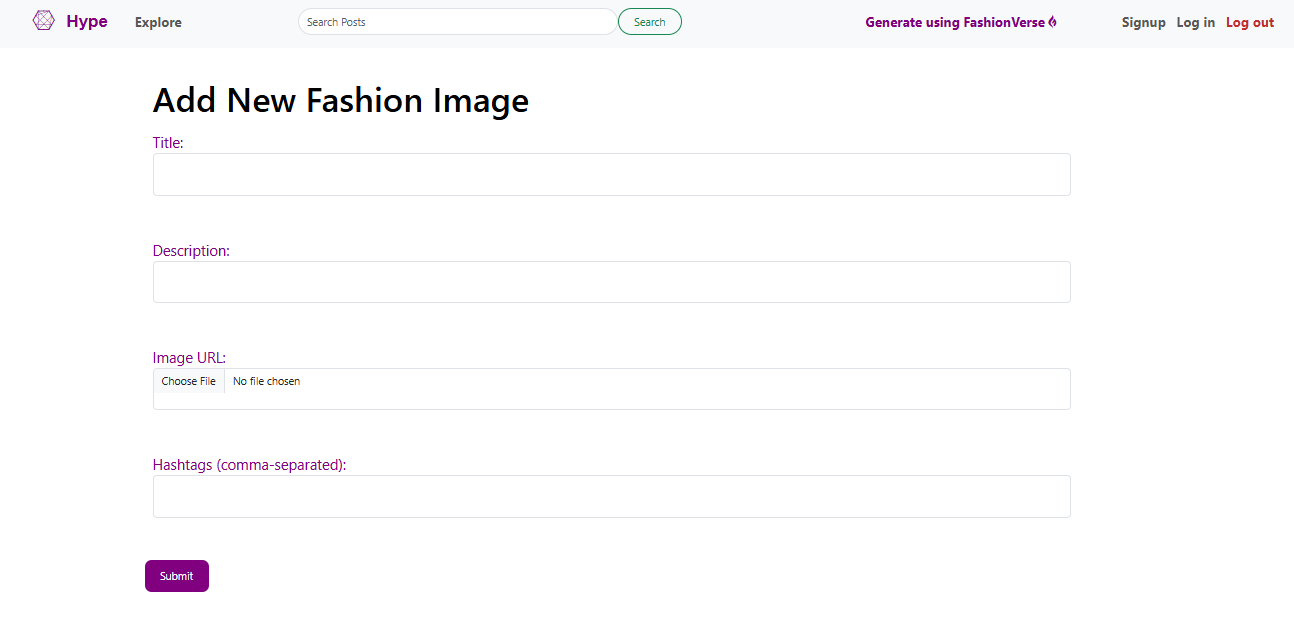 Hype Explore Search Posts Search Generate using FashionVerse Signup Log in Log out
Add New Fashion Image
Title:
Description:
Image URL:
Choose File No file chosen
Hashtags (comma-separated):
Submit